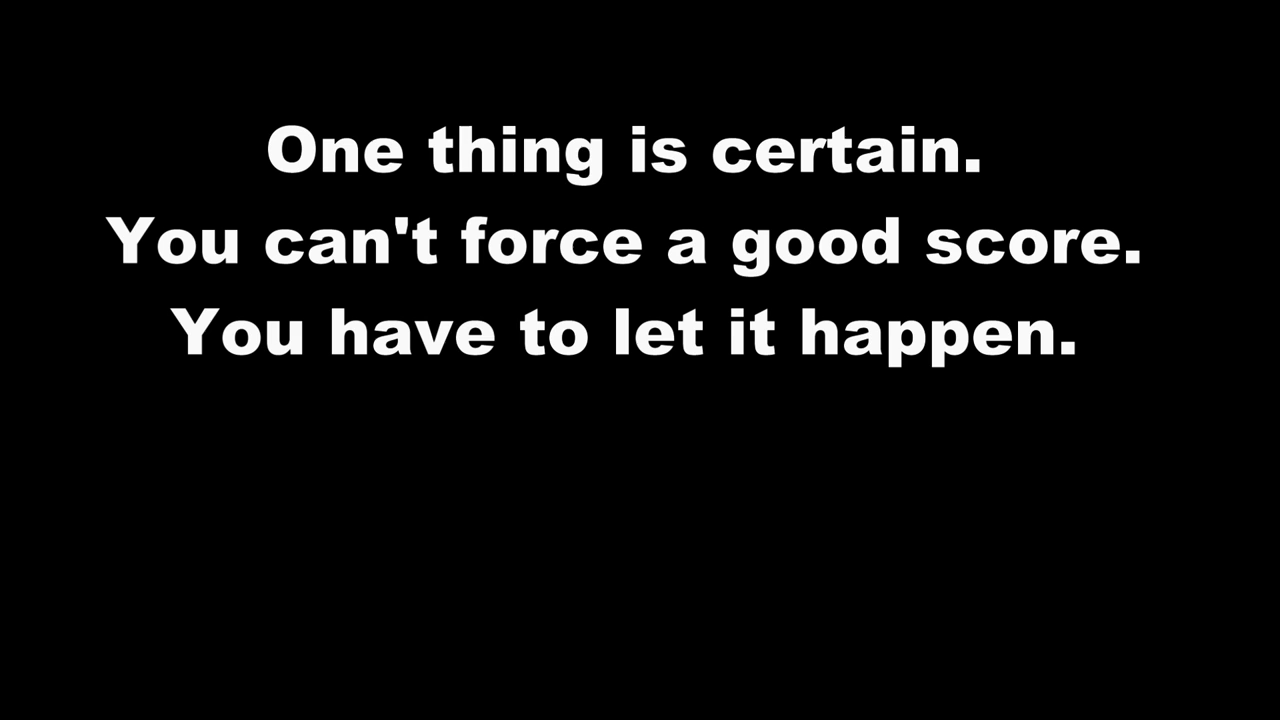 One thing is certain.
You can't force a good score.
You have to let it happen.